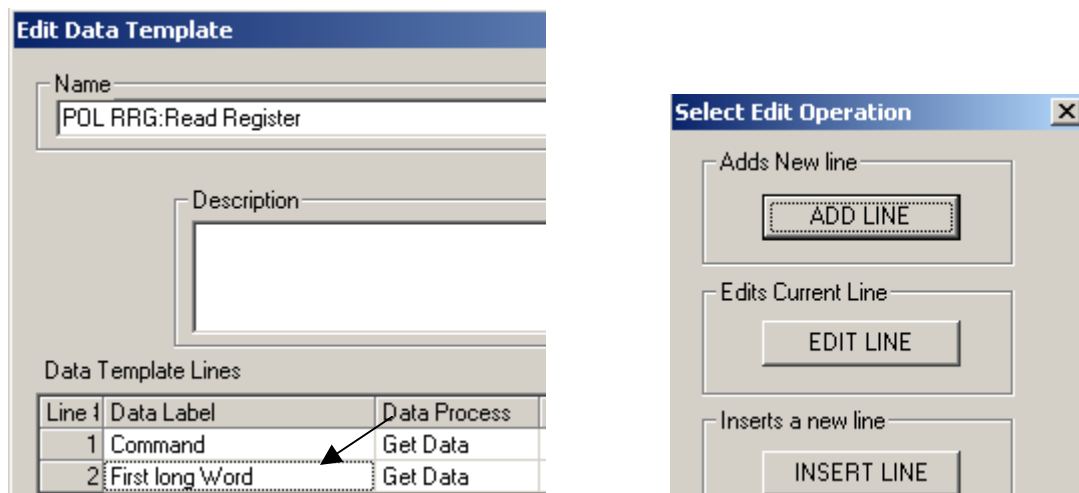 Edit Data Template
Name
POL RRG:Read Register
Description
Data Template Lines
Line # Data Label Data Process
1 Command Get Data
2 First long Word Get Data
Select Edit Operation
Adds New line
ADD LINE
Edits Current Line
EDIT LINE
Inserts a new line
INSERT LINE